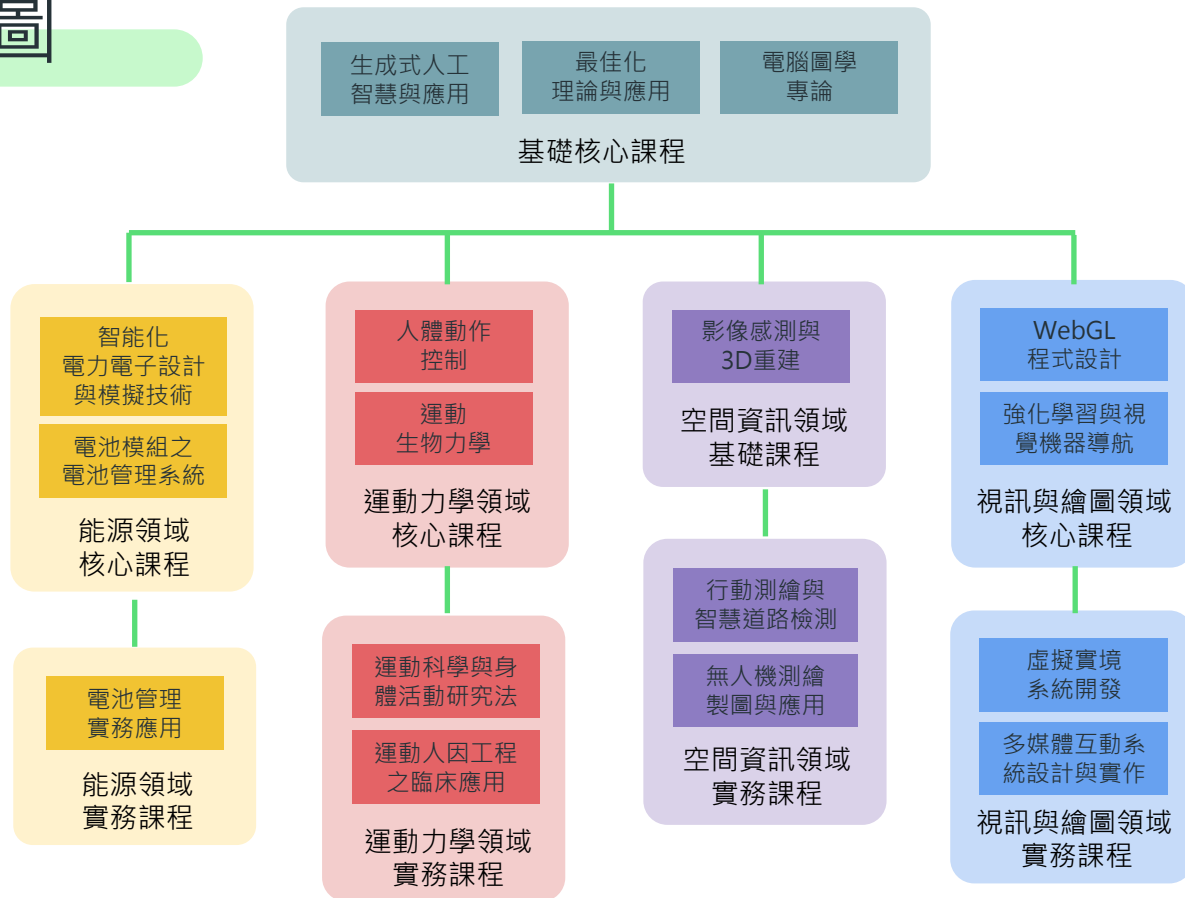 圖
生成式人工
智慧與應用
最佳化
理論與應用
電腦圖學
專論
基礎核心課程
智能化
電力電子設計
與模擬技術
電池模組之
電池管理系統
能源領域
核心課程
人體動作
控制
運動
生物力學
運動力學領域
核心課程
影像感測與
3D重建
空間資訊領域
基礎課程
WebGL
程式設計
強化學習與視
覺機器導航
視訊與繪圖領域
核心課程
電池管理
實務應用
能源領域
實務課程
運動科學與身
體活動研究法
運動人因工程
之臨床應用
運動力學領域
實務課程
行動測繪與
智慧道路檢測
無人機測繪
製圖與應用
空間資訊領域
實務課程
虛擬實境
系統開發
多媒體互動系
統設計與實作
視訊與繪圖領域
實務課程